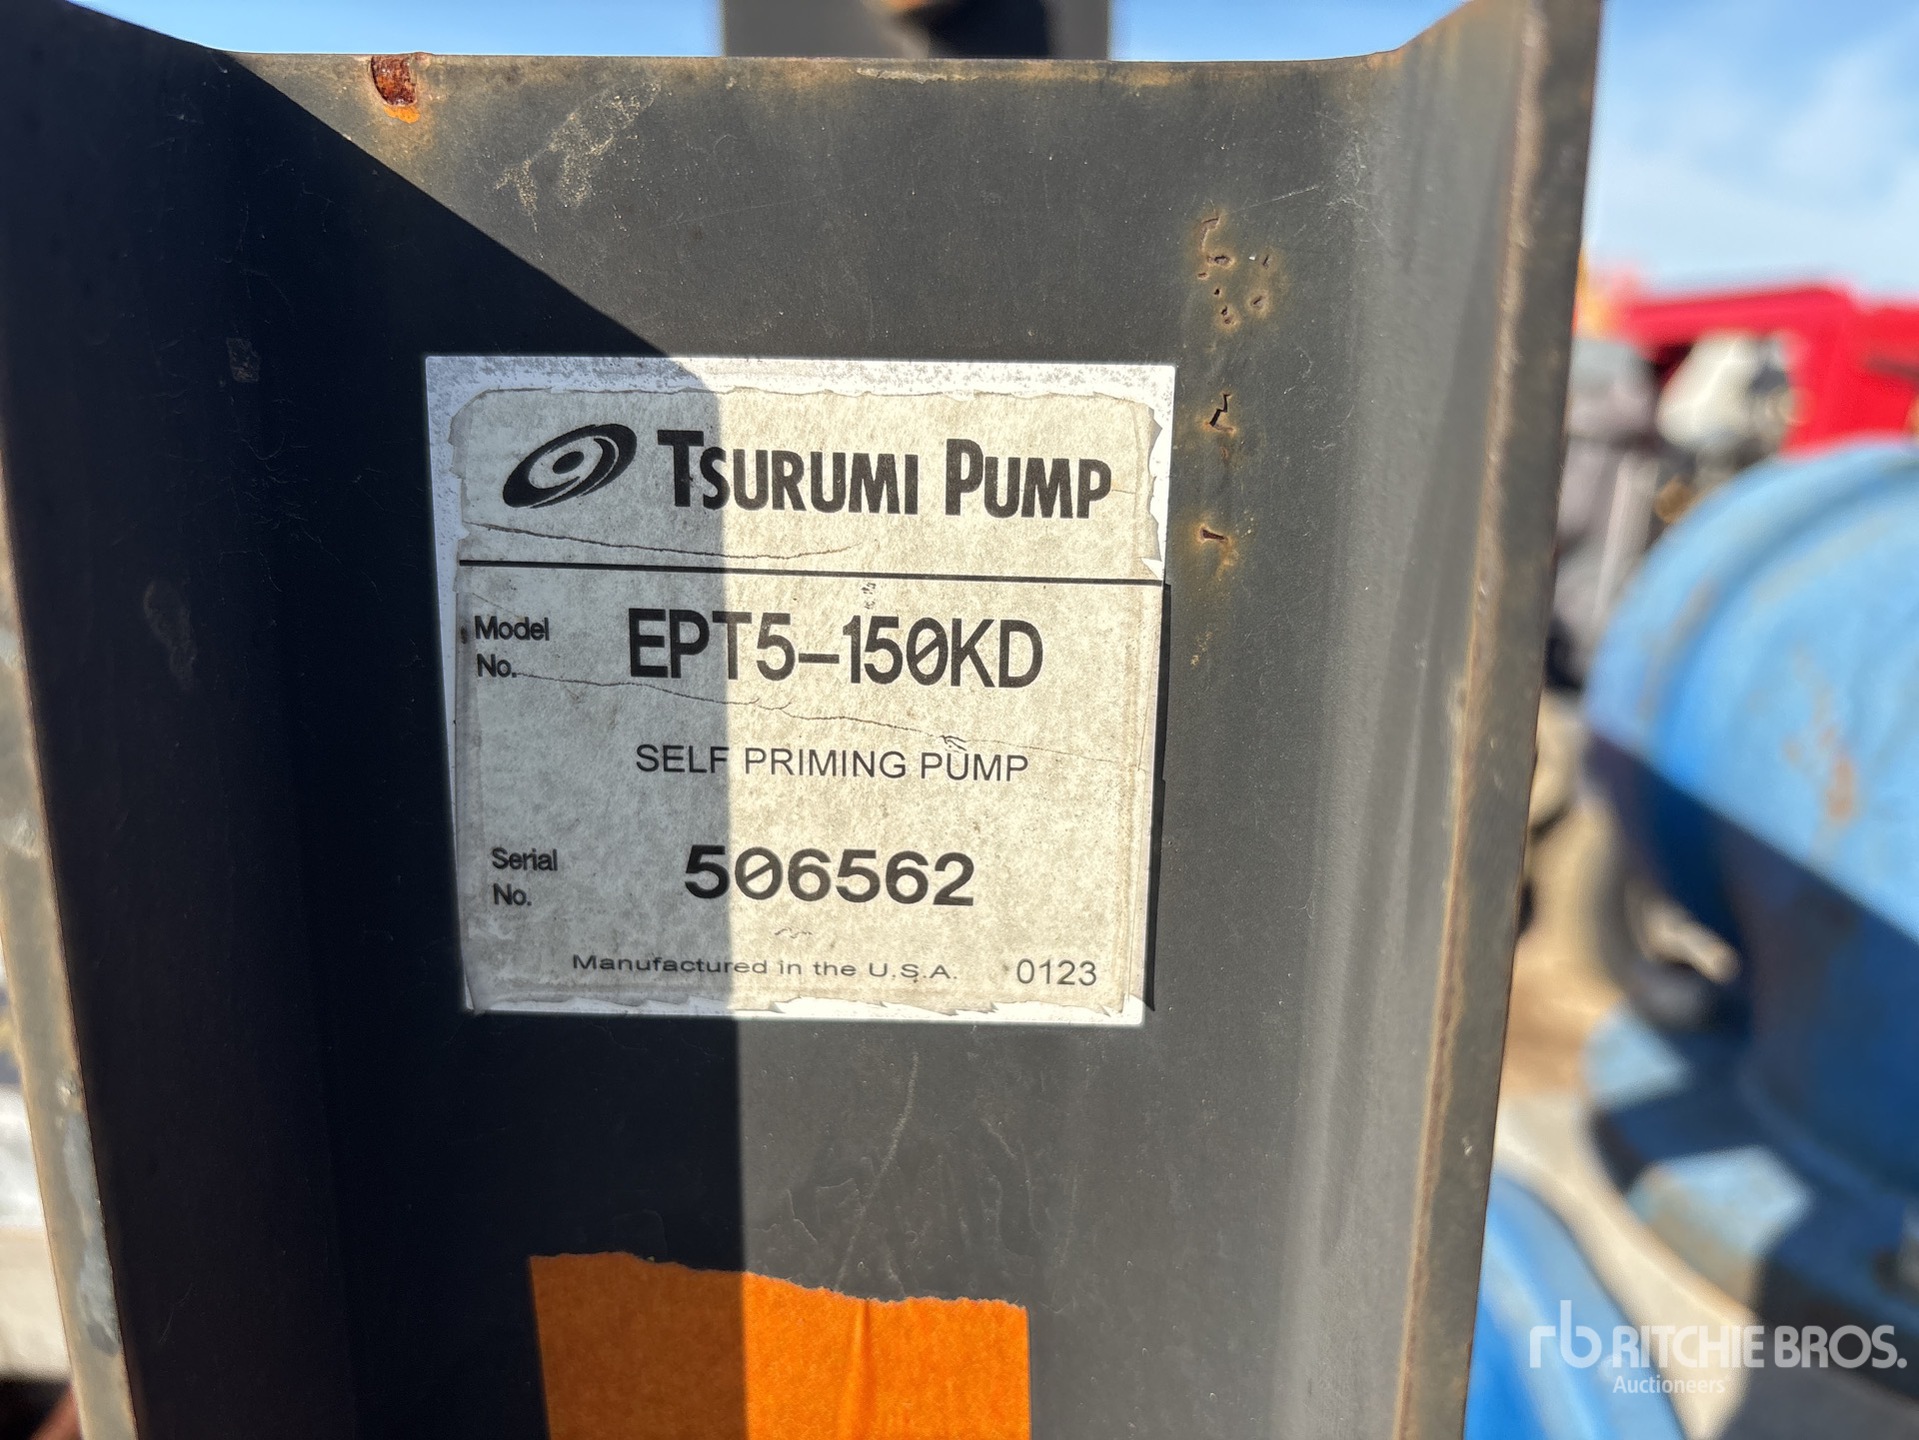 TSURUMI PUMP
Model No. EPT5-150KD
SELF PRIMING PUMP
Serial No. 506562
Manufactured in the U.S.A. 0123
rb RITCHIE BROS.
Auctioneers